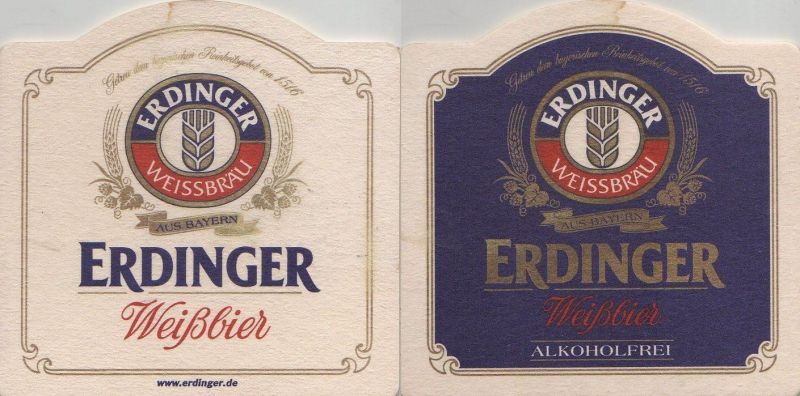 Getreu dem bayerischen Reinheitsgebot von 1516
ERDINGER
WEISSBRÄU
AUS BAYERN
ERDINGER
Weißbier
www.erdinger.de
Getreu dem bayerischen Reinheitsgebot von 1516
ERDINGER
WEISSBRÄU
AUS BAYERN
ERDINGER
Weißbier
ALKOHOLFREI